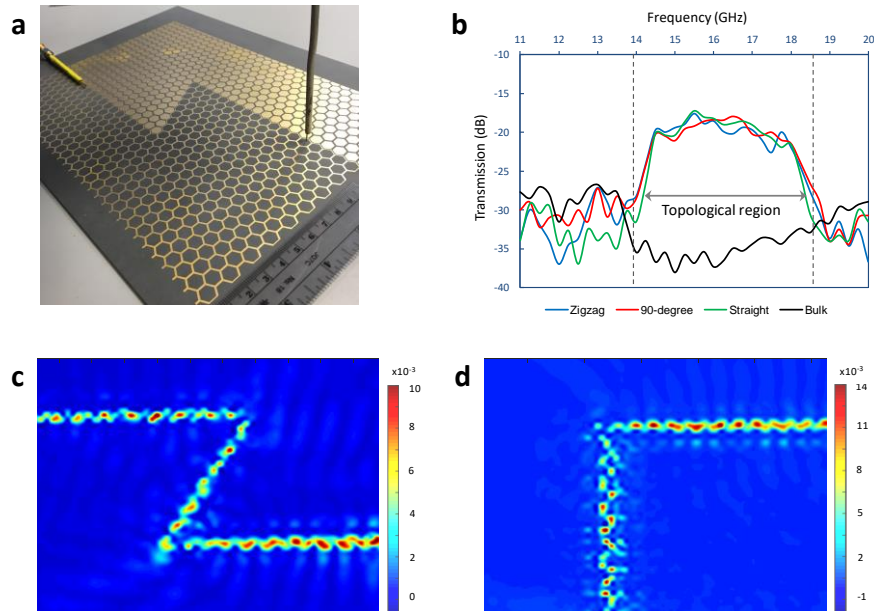 a
b
Frequency (GHz)
11 12 13 14 15 16 17 18 19 20
-10
-15
-20
-25
-30
-35
-40
Transmission (dB)
Topological region
Zigzag 90-degree Straight Bulk
c
x10-3
10
8
6
4
2
0
d
x10-3
14
11
8
5
2
-1